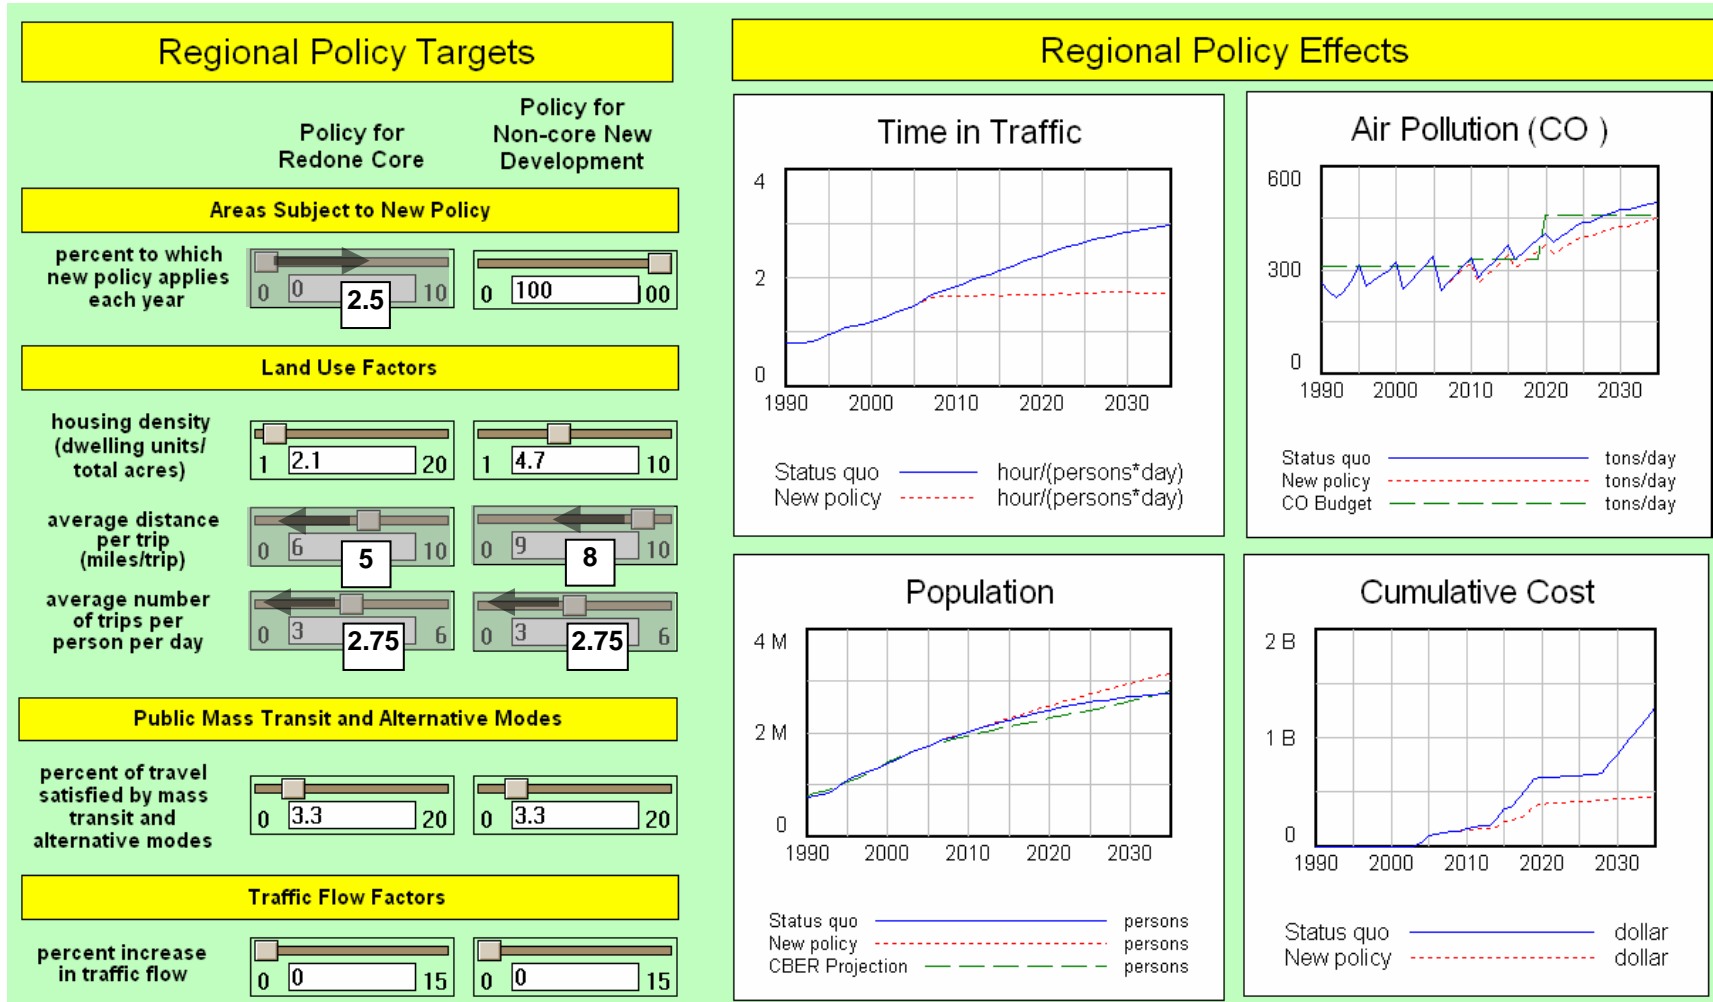 Regional Policy Targets
Policy for
Redone Core
Policy for
Non-core New
Development
Areas Subject to New Policy
percent to which
new policy applies
each year
0 0 10
2.5
0 100 100
Land Use Factors
housing density
(dwelling units/
total acres)
1 2.1 20
1 4.7 10
average distance
per trip
(miles/trip)
0 6 10
5
0 9 10
8
average number
of trips per
person per day
0 3 6
2.75
0 3 6
2.75
Public Mass Transit and Alternative Modes
percent of travel
satisfied by mass
transit and
alternative modes
0 3.3 20
0 3.3 20
Traffic Flow Factors
percent increase
in traffic flow
0 0 15
0 0 15
Regional Policy Effects
Time in Traffic
4
2
0
1990 2000 2010 2020 2030
Status quo hour/(persons*day)
New policy hour/(persons*day)
Air Pollution (CO )
600
300
0
1990 2000 2010 2020 2030
Status quo tons/day
New policy tons/day
CO Budget tons/day
Population
4 M
2 M
0
1990 2000 2010 2020 2030
Status quo persons
New policy persons
CBER Projection persons
Cumulative Cost
2 B
1 B
0
1990 2000 2010 2020 2030
Status quo dollar
New policy dollar